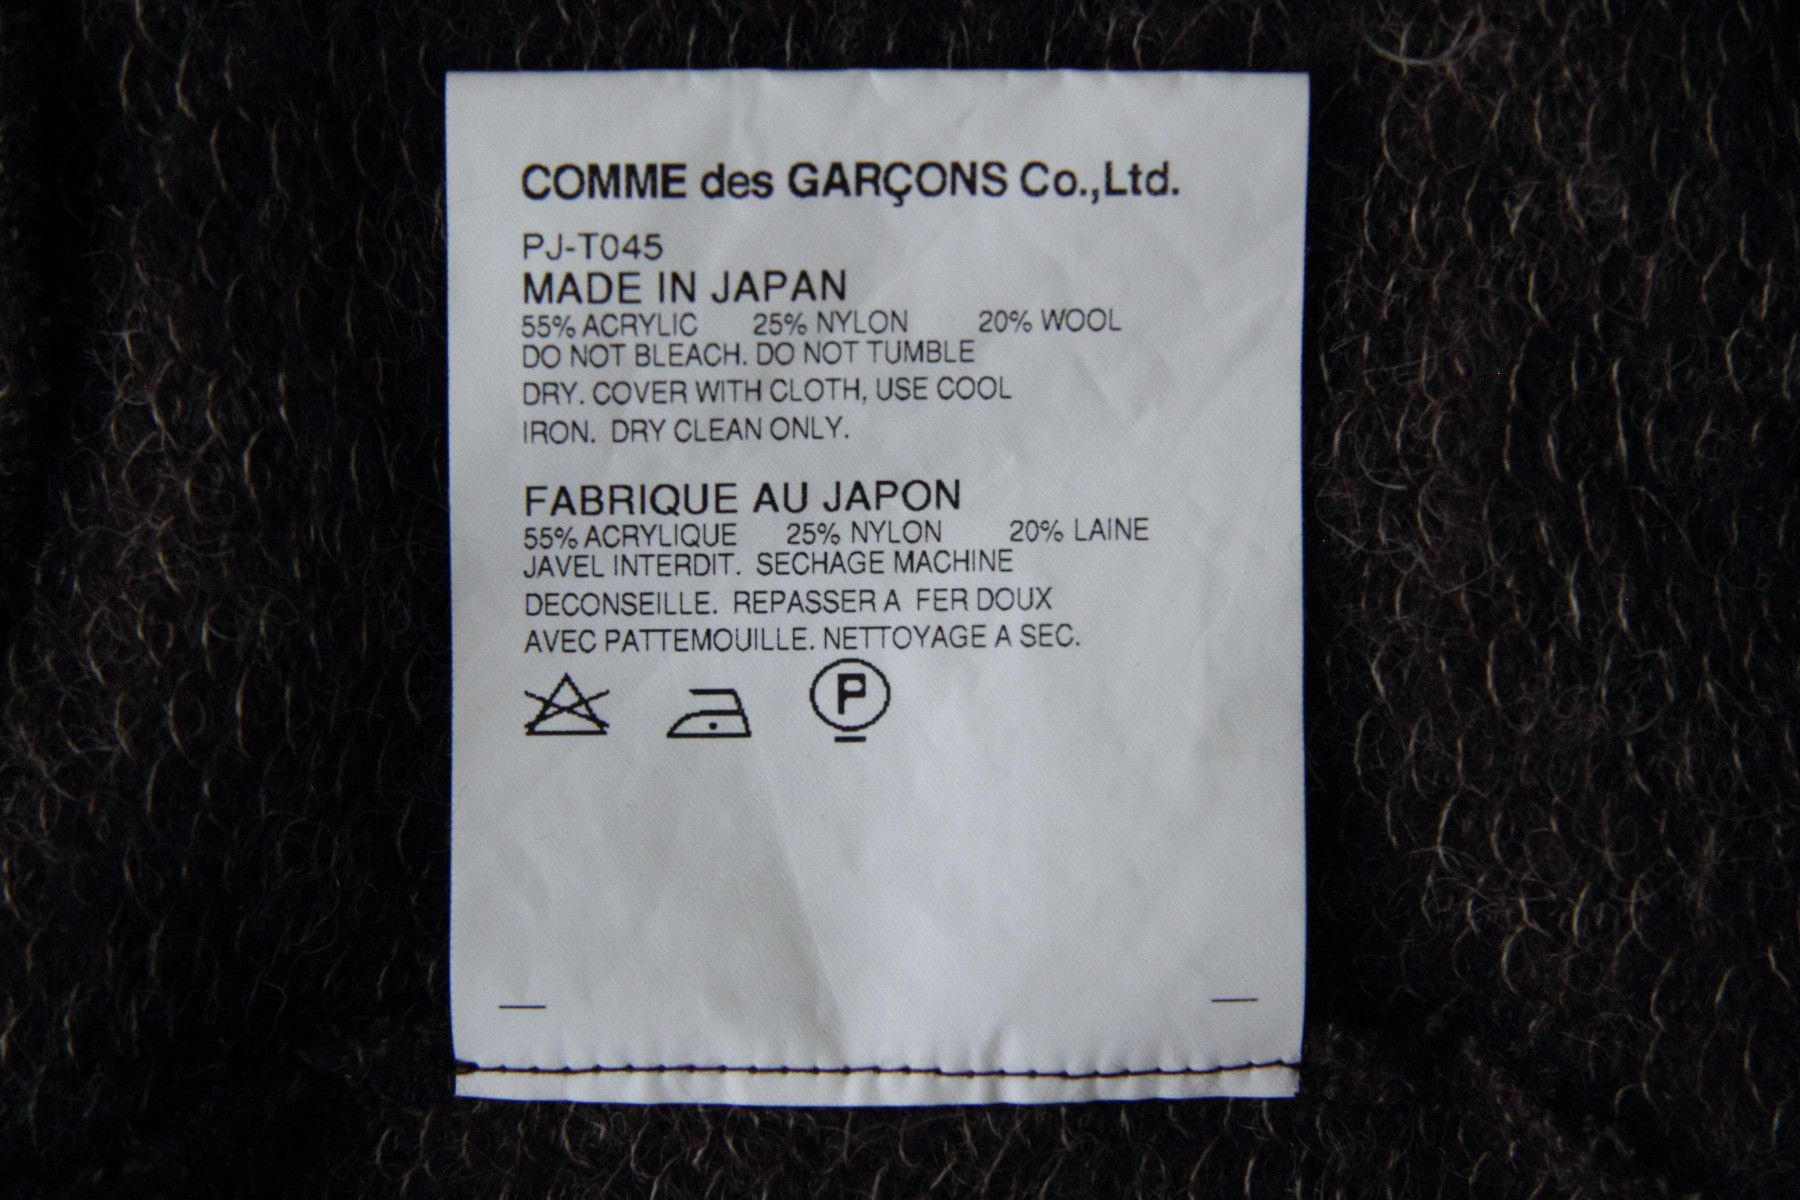 COMME des GARÇONS Co.,Ltd.
PJ-T045
MADE IN JAPAN
55% ACRYLIC 25% NYLON 20% WOOL
DO NOT BLEACH. DO NOT TUMBLE
DRY. COVER WITH CLOTH, USE COOL
IRON. DRY CLEAN ONLY.
FABRIQUE AU JAPON
55% ACRYLIQUE 25% NYLON 20% LAINE
JAVEL INTERDIT. SECHAGE MACHINE
DECONSEILLE. REPASSER A FER DOUX
AVEC PATTEMOUILLE. NETTOYAGE A SEC.
P